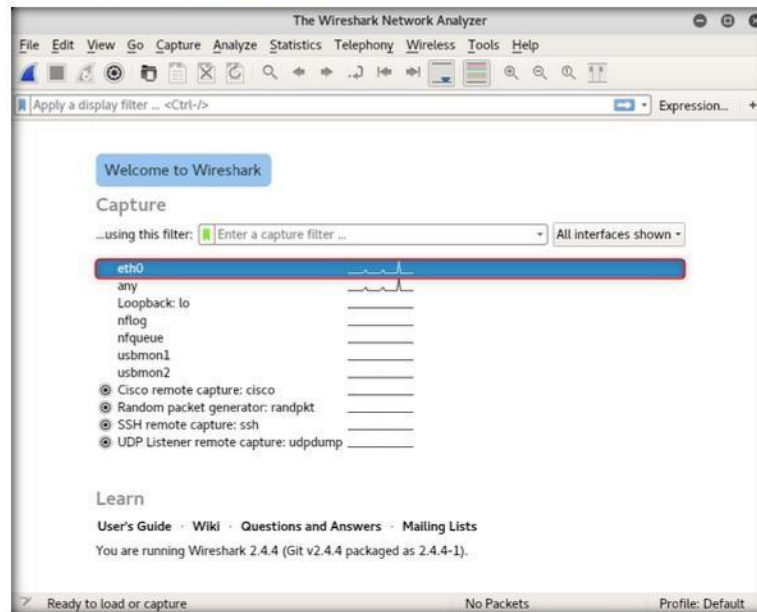 The Wireshark Network Analyzer
File Edit View Go Capture Analyze Statistics Telephony Wireless Tools Help
Apply a display filter ... <Ctrl-/>
Expression... +
Welcome to Wireshark
Capture
...using this filter: Enter a capture filter ... All interfaces shown
eth0
any
Loopback: lo
nflog
nfqueue
usbmon1
usbmon2
Cisco remote capture: cisco
Random packet generator: randpkt
SSH remote capture: ssh
UDP Listener remote capture: udpdump
Learn
User's Guide · Wiki · Questions and Answers · Mailing Lists
You are running Wireshark 2.4.4 (Git v2.4.4 packaged as 2.4.4-1).
Ready to load or capture No Packets Profile: Default